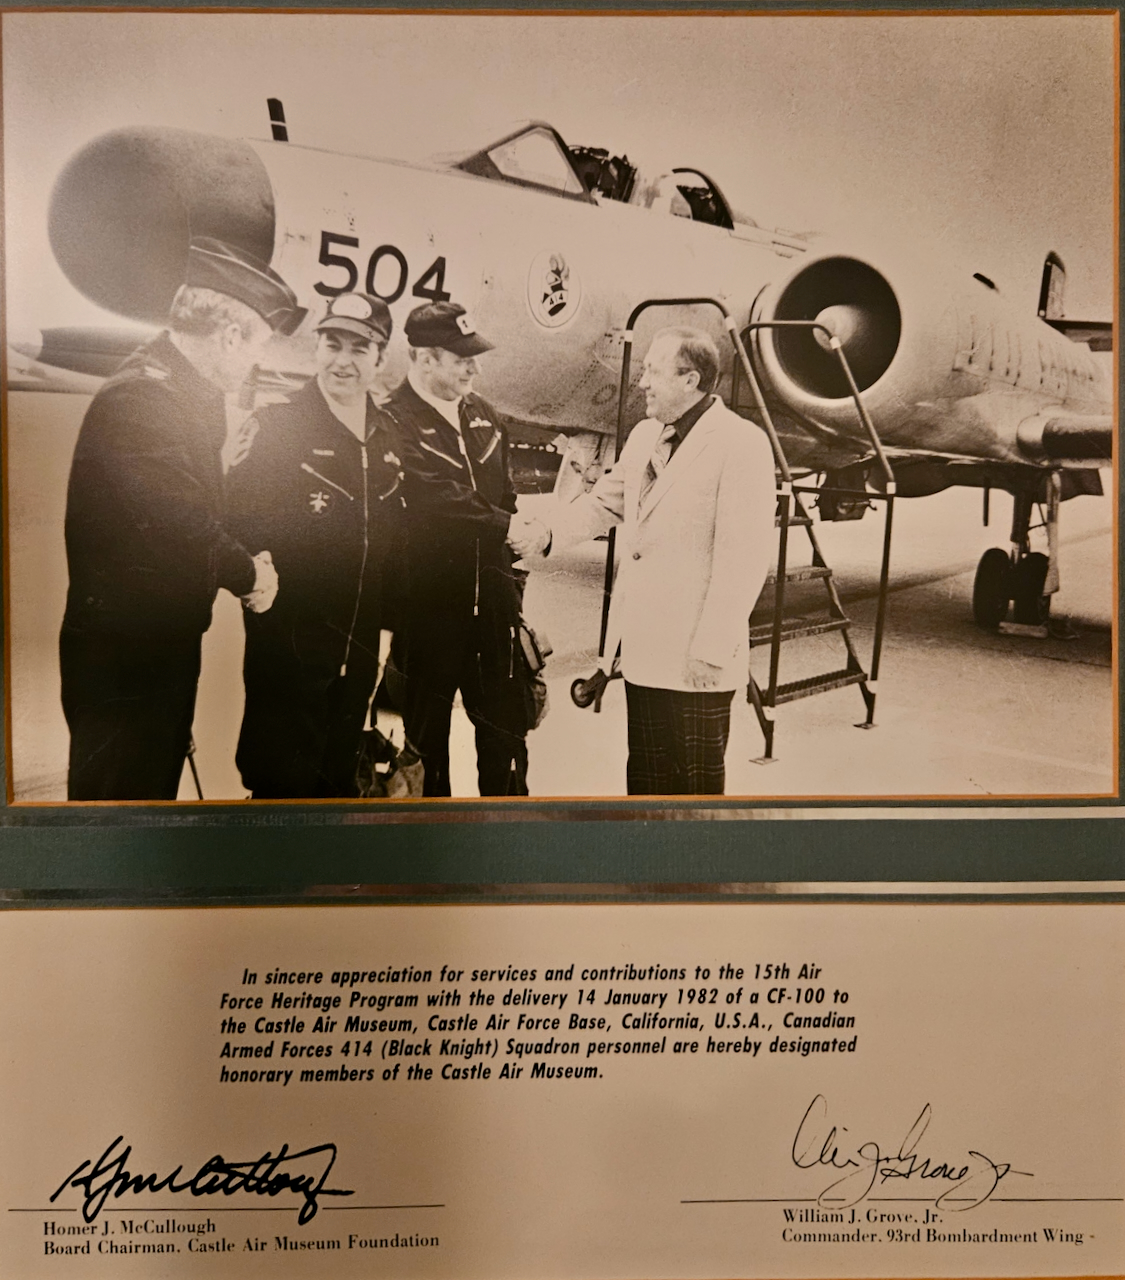 504
414
In sincere appreciation for services and contributions to the 15th Air
Force Heritage Program with the delivery 14 January 1982 of a CF-100 to
the Castle Air Museum, Castle Air Force Base, California, U.S.A., Canadian
Armed Forces 414 (Black Knight) Squadron personnel are hereby designated
honorary members of the Castle Air Museum.
Homer J. McCullough
Board Chairman. Castle Air Museum Foundation
William J. Grove, Jr.
Commander. 93rd Bombardment Wing -